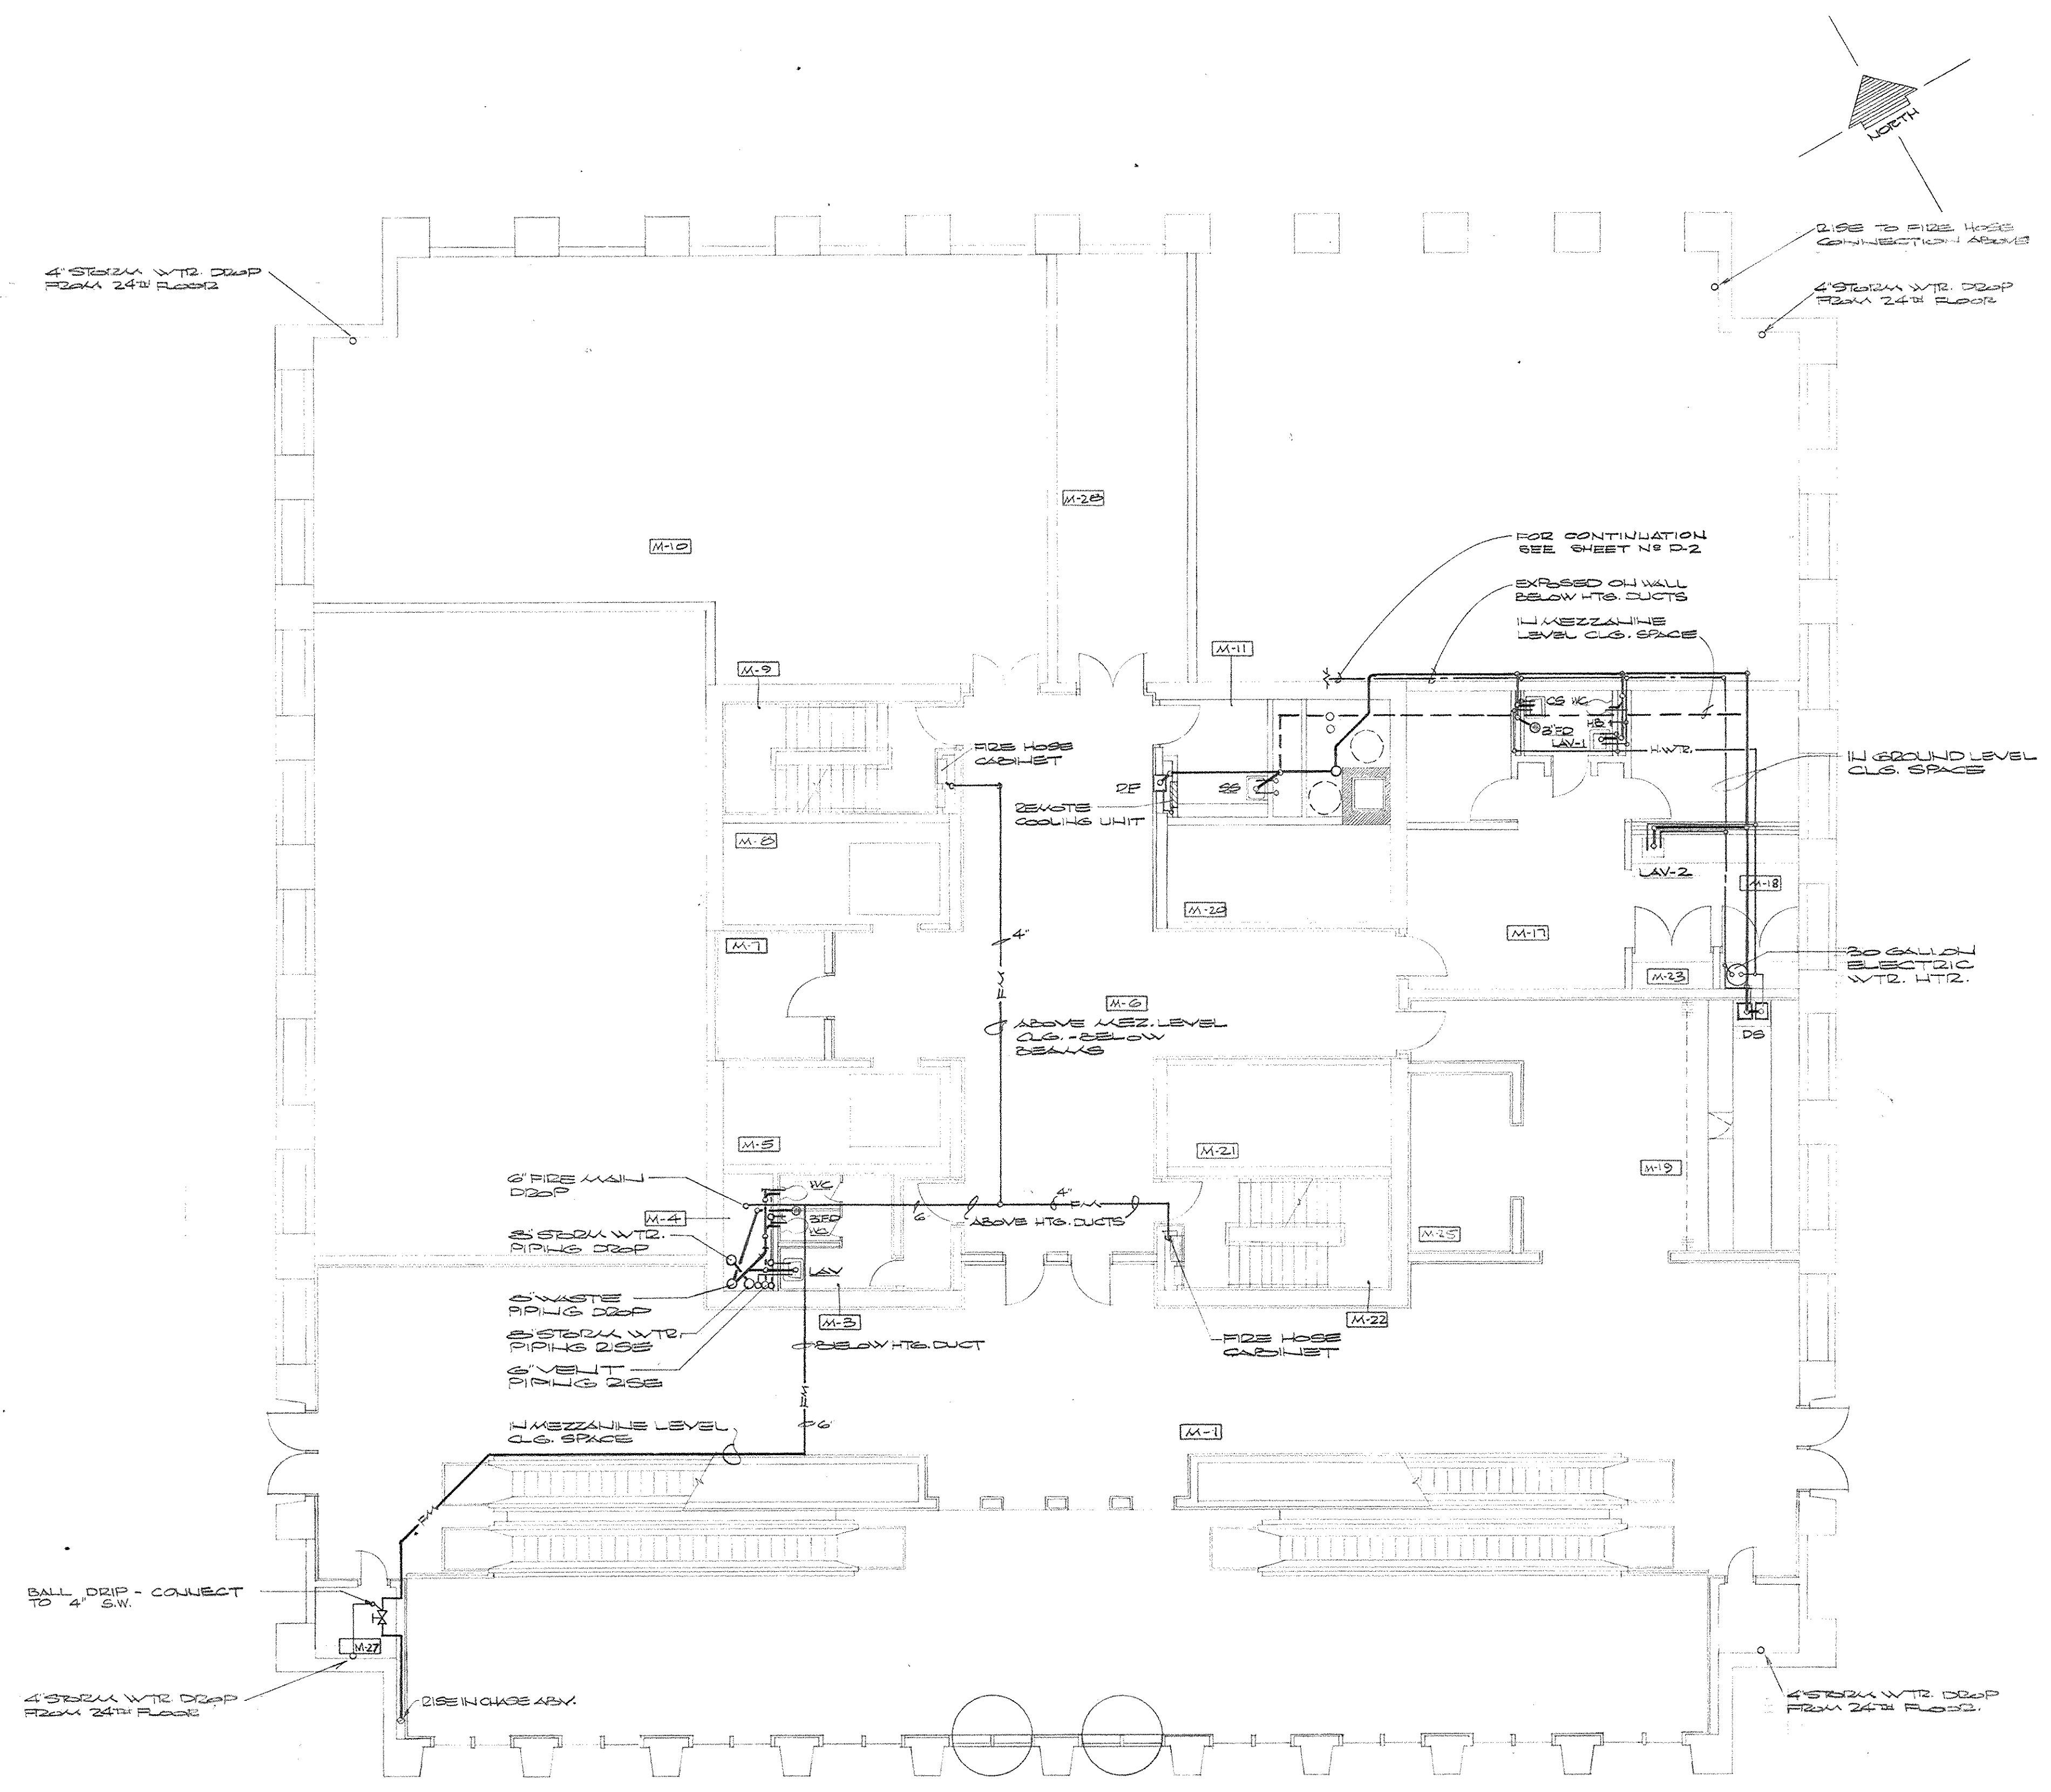 NORTH
RISE TO FIRE HOSE
CONNECTION ABOVE
4" STORM WTR. DROP
FROM 24TH FLOOR
4" STORM WTR. DROP
FROM 24TH FLOOR
M-28
M-10
FOR CONTINUATION
SEE SHEET Nº P-2
EXPOSED ON WALL
BELOW HTG. DUCTS
IN MEZZANINE
LEVEL CLG. SPACE
M-11
M-9
CS WC
3"FD
HB-1
LAV-1
H.WTR.
FIRE HOSE
CABINET
IN GROUND LEVEL
CLG. SPACE
DF
SS
REMOTE
COOLING UNIT
M-8
LAV-2
M-18
M-20
M-17
M-7
4"
30 GALLON
ELECTRIC
WTR. HTR.
M-23
FM
M-6
ABOVE MEZ. LEVEL
CLG. - BELOW
BEAMS
DS
M-5
M-21
M-19
6" FIRE MAIN
DROP
WC
4"
FM
6"
ABOVE HTG. DUCTS
M-4
3"FD
WC
8" STORM WTR.
PIPING DROP
M-25
LAV
WASTE
PIPING DROP
M-3
M-22
8" STORM WTR.
PIPING RISE
BELOW HTG. DUCT
FIRE HOSE
CABINET
6" VENT
PIPING RISE
FM
IN MEZZANINE LEVEL
CLG. SPACE
6"
M-1
FM
BALL DRIP - CONNECT
TO 4" S.W.
M-27
4" STORM WTR. DROP
FROM 24TH FLOOR
RISE IN CHASE ABV.
4" STORM WTR. DROP
FROM 24TH FLOOR.